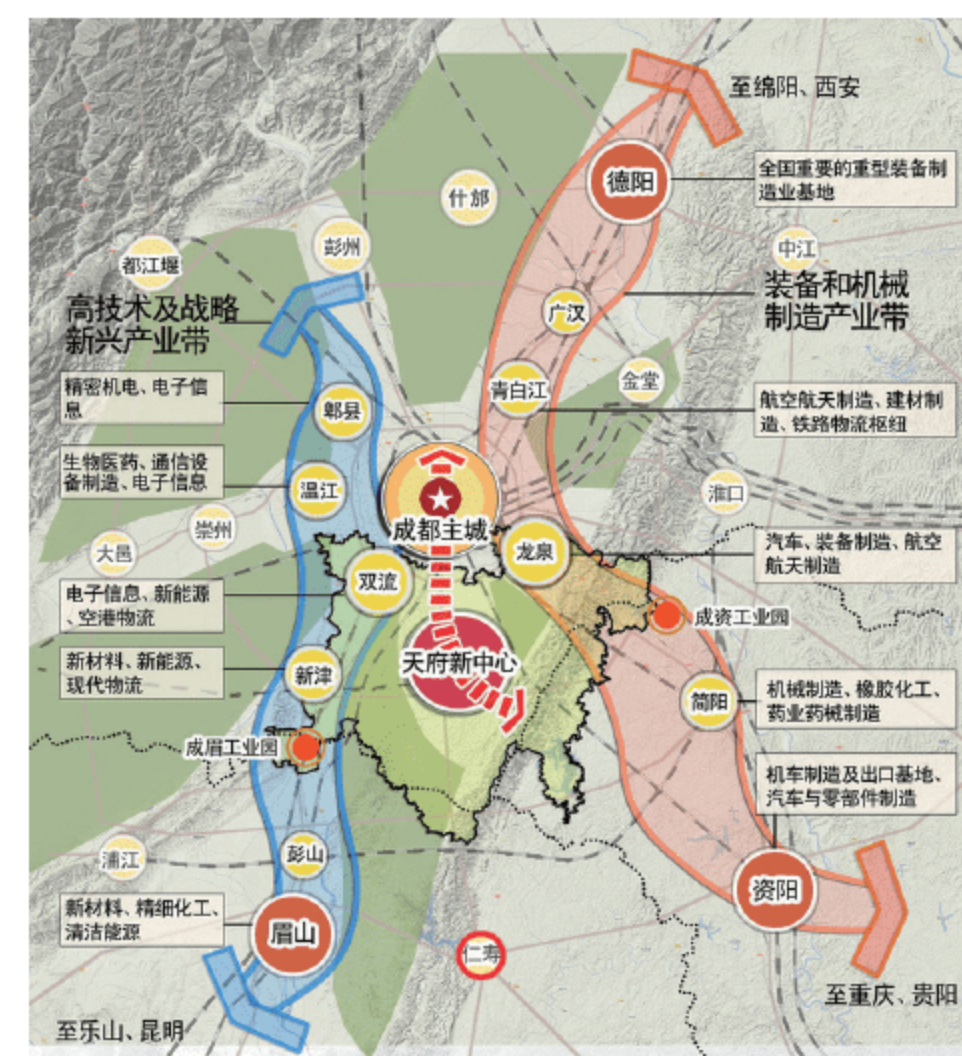 至绵阳、西安
德阳
全国重要的重型装备制
造业基地
什邡
彭州
中江
都江堰
高技术及战略
新兴产业带
装备和机械
制造产业带
广汉
金堂
青白江
精密机电、电子信
息
郫县
航空航天制造、建材制
造、铁路物流枢纽
生物医药、通信设
备制造、电子信息
温江
淮口
崇州
成都主城
大邑
龙泉
汽车、装备制造、航空
航天制造
双流
电子信息、新能源
、空港物流
成资工业园
天府新中心
新材料、新能源、
现代物流
新津
简阳
机械制造、橡胶化工、
药业药械制造
成眉工业园
机车制造及出口基地、
汽车与零部件制造
彭山
浦江
资阳
新材料、精细化工、
清洁能源
眉山
仁寿
至重庆、贵阳
至乐山、昆明